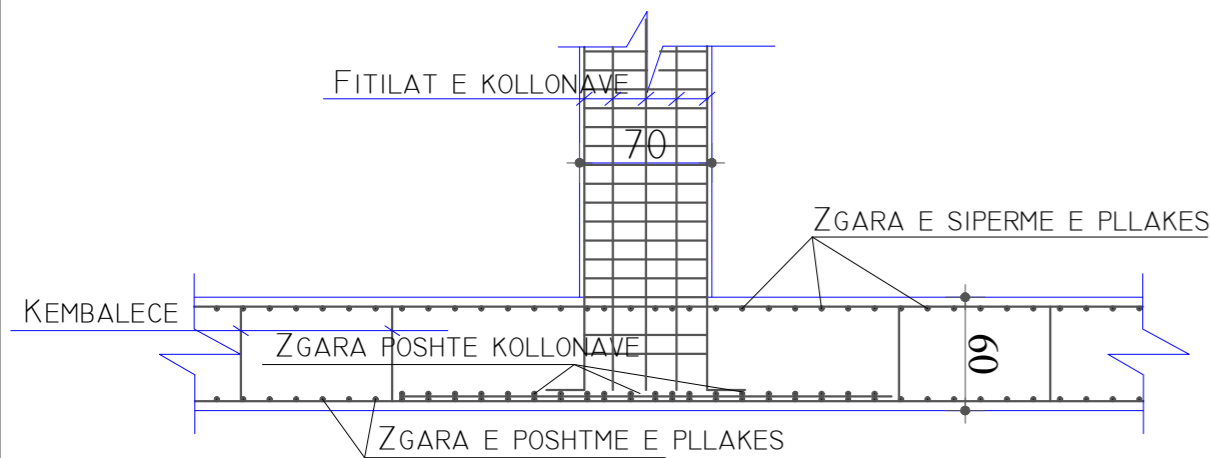 FITILAT E KOLLONAVE
70
ZGARA E SIPERME E PLLAKES
KEMBALECE
ZGARA POSHTE KOLLONAVE
60
ZGARA E POSHTME E PLLAKES